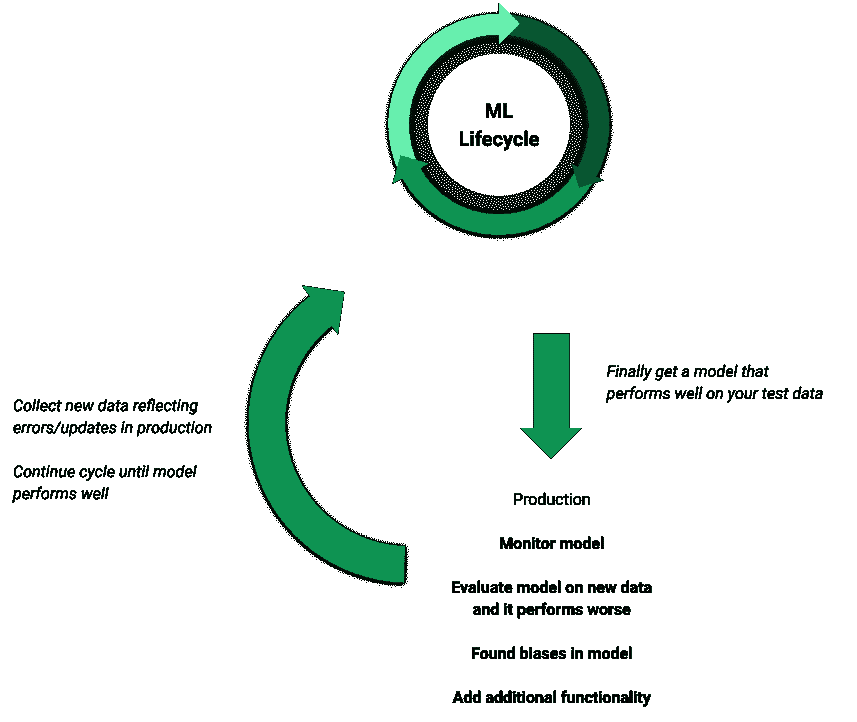 ML
Lifecycle
Finally get a model that
performs well on your test data
Collect new data reflecting
errors/updates in production
Continue cycle until model
performs well
Production
Monitor model
Evaluate model on new data
and it performs worse
Found biases in model
Add additional functionality